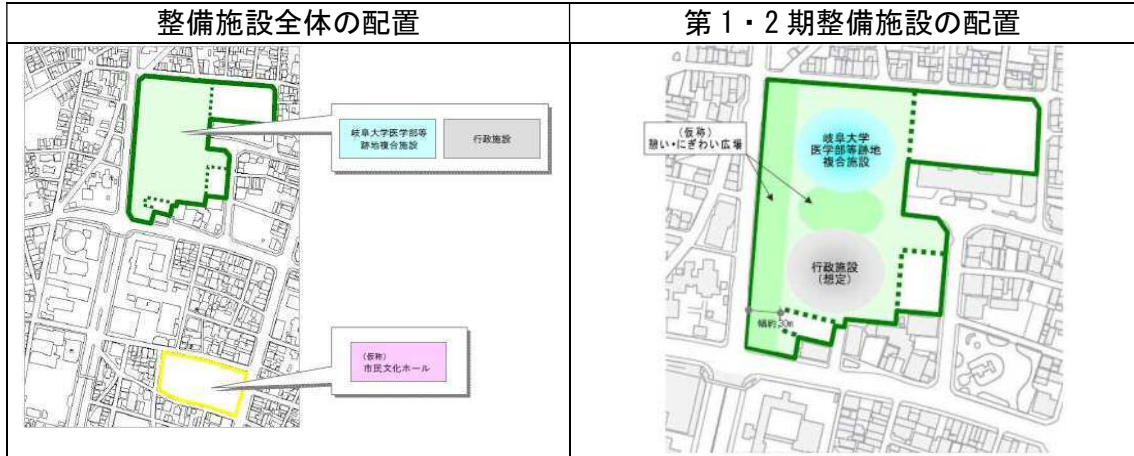 整備施設全体の配置
第1・2期整備施設の配置
岐阜大学医学部等
跡地複合施設
行政施設
(仮称)
市民文化ホール
(仮称)
憩い・にぎわい広場
岐阜大学
医学部等跡地
複合施設
行政施設
(想定)
幅約30m